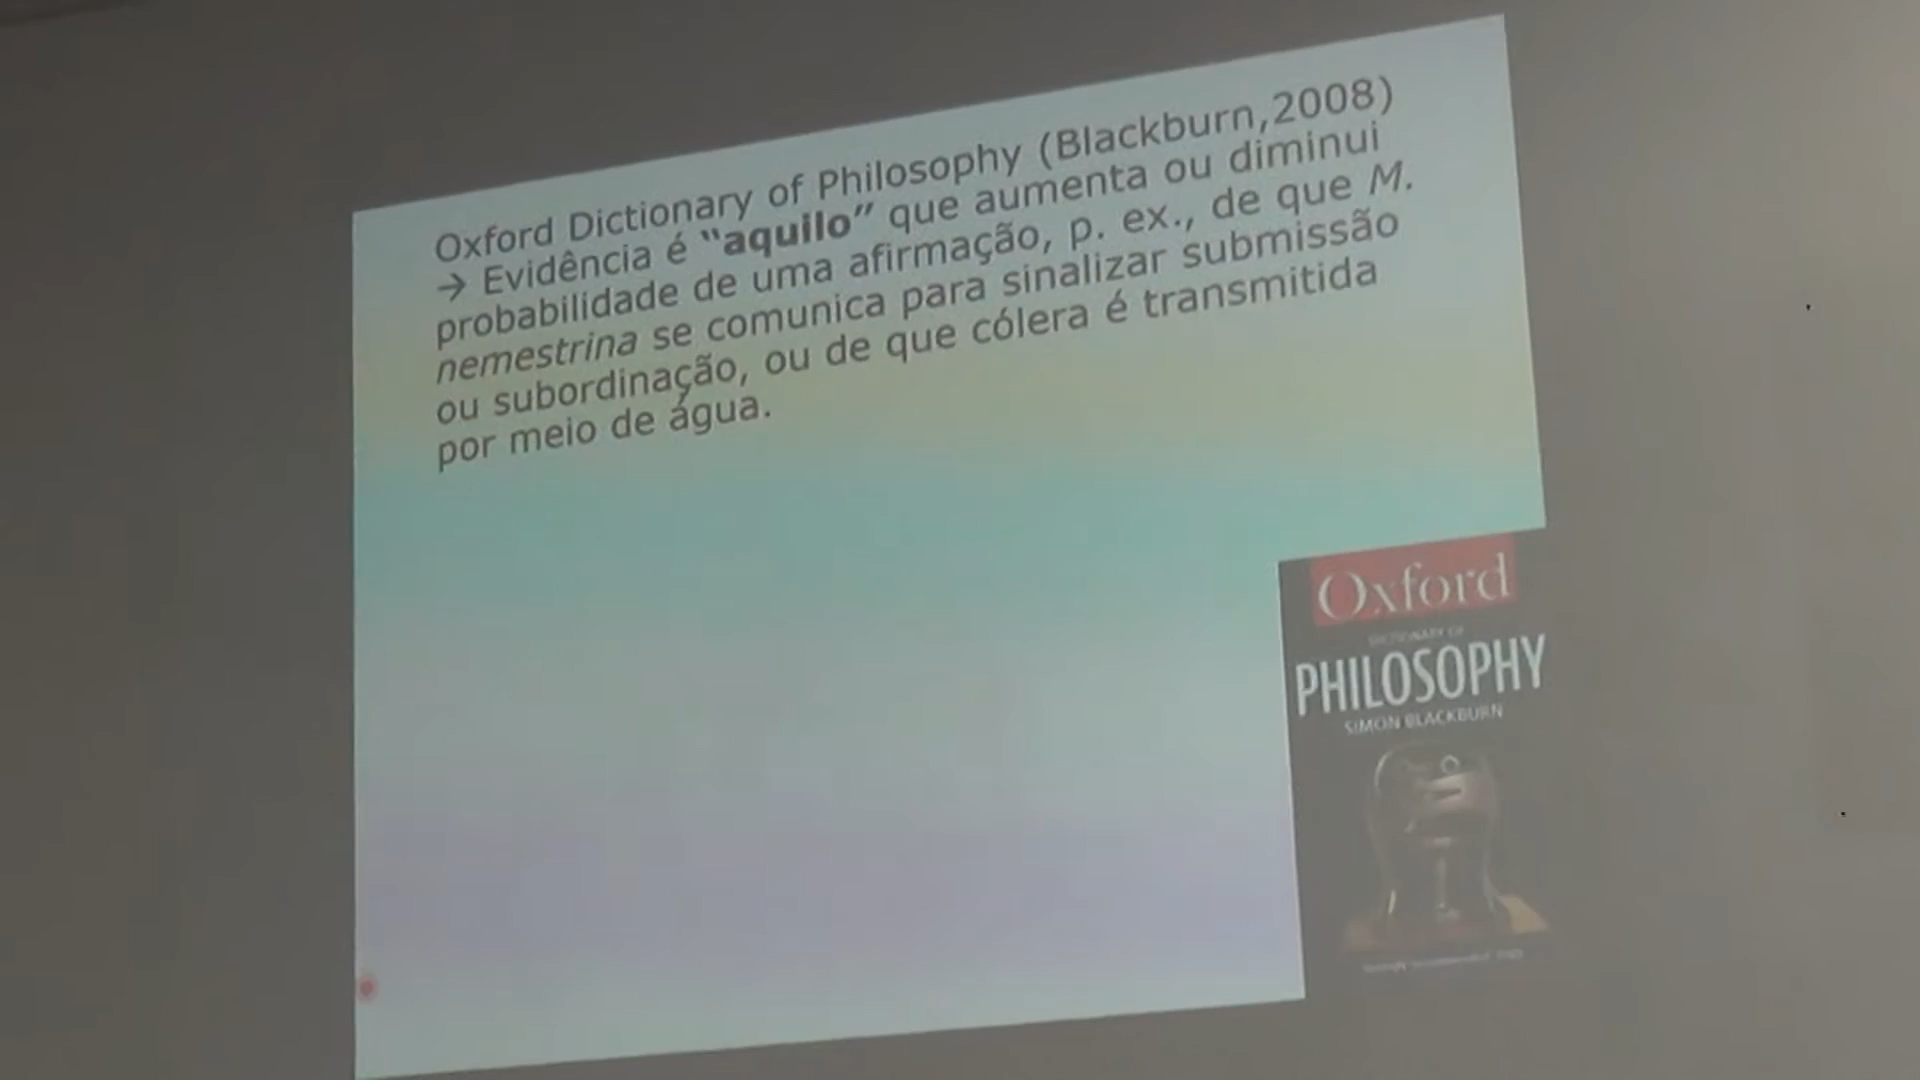 Oxford Dictionary of Philosophy (Blackburn,2008)
→ Evidência é “aquilo” que aumenta ou diminui
probabilidade de uma afirmação, p. ex., de que M.
nemestrina se comunica para sinalizar submissão
ou subordinação, ou de que cólera é transmitida
por meio de água.
Oxford
DICTIONARY OF
PHILOSOPHY
SIMON BLACKBURN